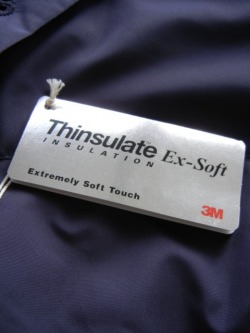 Thinsulate Ex-Soft
INSULATION
Extremely Soft Touch
3M